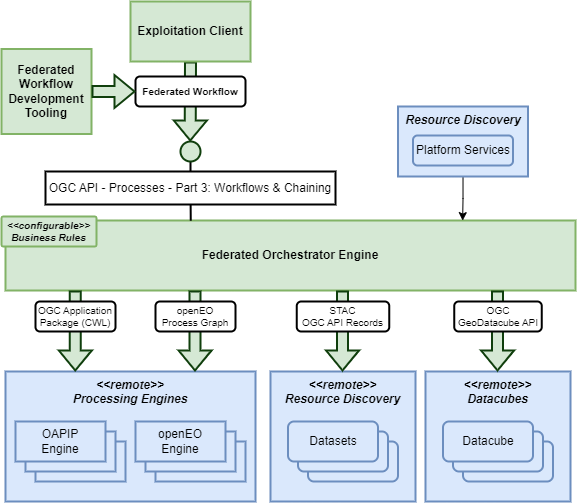 Exploitation Client
Federated
Workflow
Development
Tooling
Federated Workflow
Resource Discovery
Platform Services
OGC API - Processes - Part 3: Workflows & Chaining
<<configurable>>
Business Rules
Federated Orchestrator Engine
OGC Application
Package (CWL)
openEO
Process Graph
STAC
OGC API Records
OGC
GeoDatacube API
<<remote>>
Processing Engines
OAPIP
Engine
openEO
Engine
<<remote>>
Resource Discovery
Datasets
<<remote>>
Datacubes
Datacube